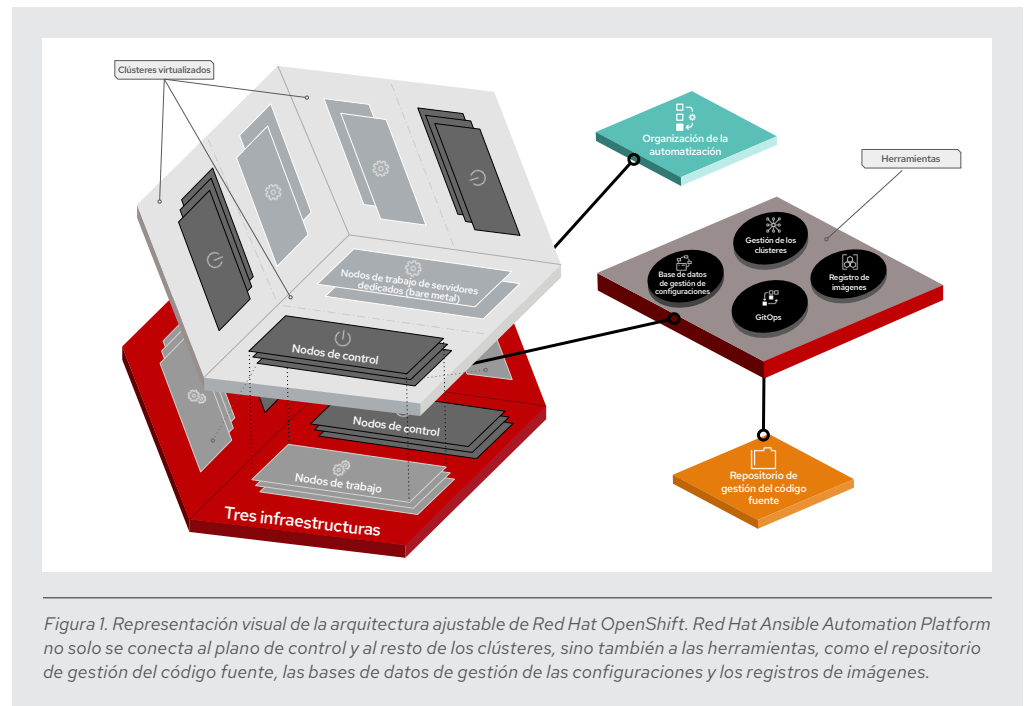 Clústeres virtualizados
Organización de la
automatización
Herramientas
Gestión de los
clústeres
Base de datos
de gestión de
configuraciones
Registro de
imágenes
GitOps
Nodos de trabajo de servidores
dedicados (bare metal)
Nodos de control
Nodos de control
Nodos de trabajo
Tres infraestructuras
Repositorio de
gestión del código
fuente
Figura 1. Representación visual de la arquitectura ajustable de Red Hat OpenShift. Red Hat Ansible Automation Platform
no solo se conecta al plano de control y al resto de los clústeres, sino también a las herramientas, como el repositorio
de gestión del código fuente, las bases de datos de gestión de las configuraciones y los registros de imágenes.